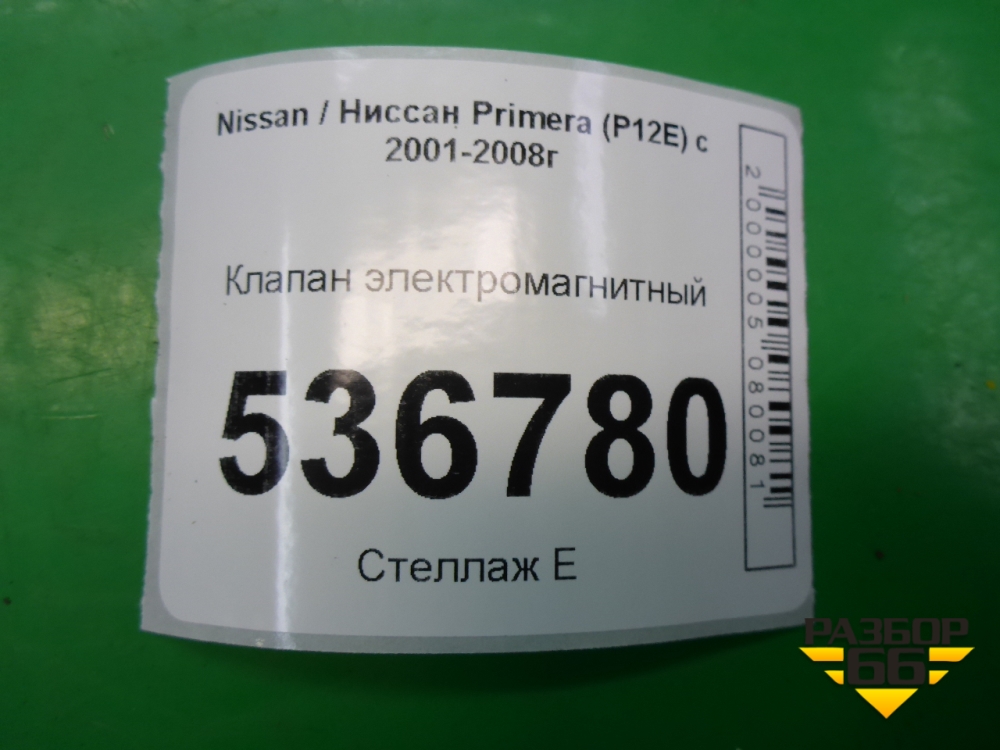 Nissan / Ниссан Primera (P12E) с
2001-2008г
Клапан электромагнитный
536780
Стеллаж Е
2000005080081
РАЗБОР
66